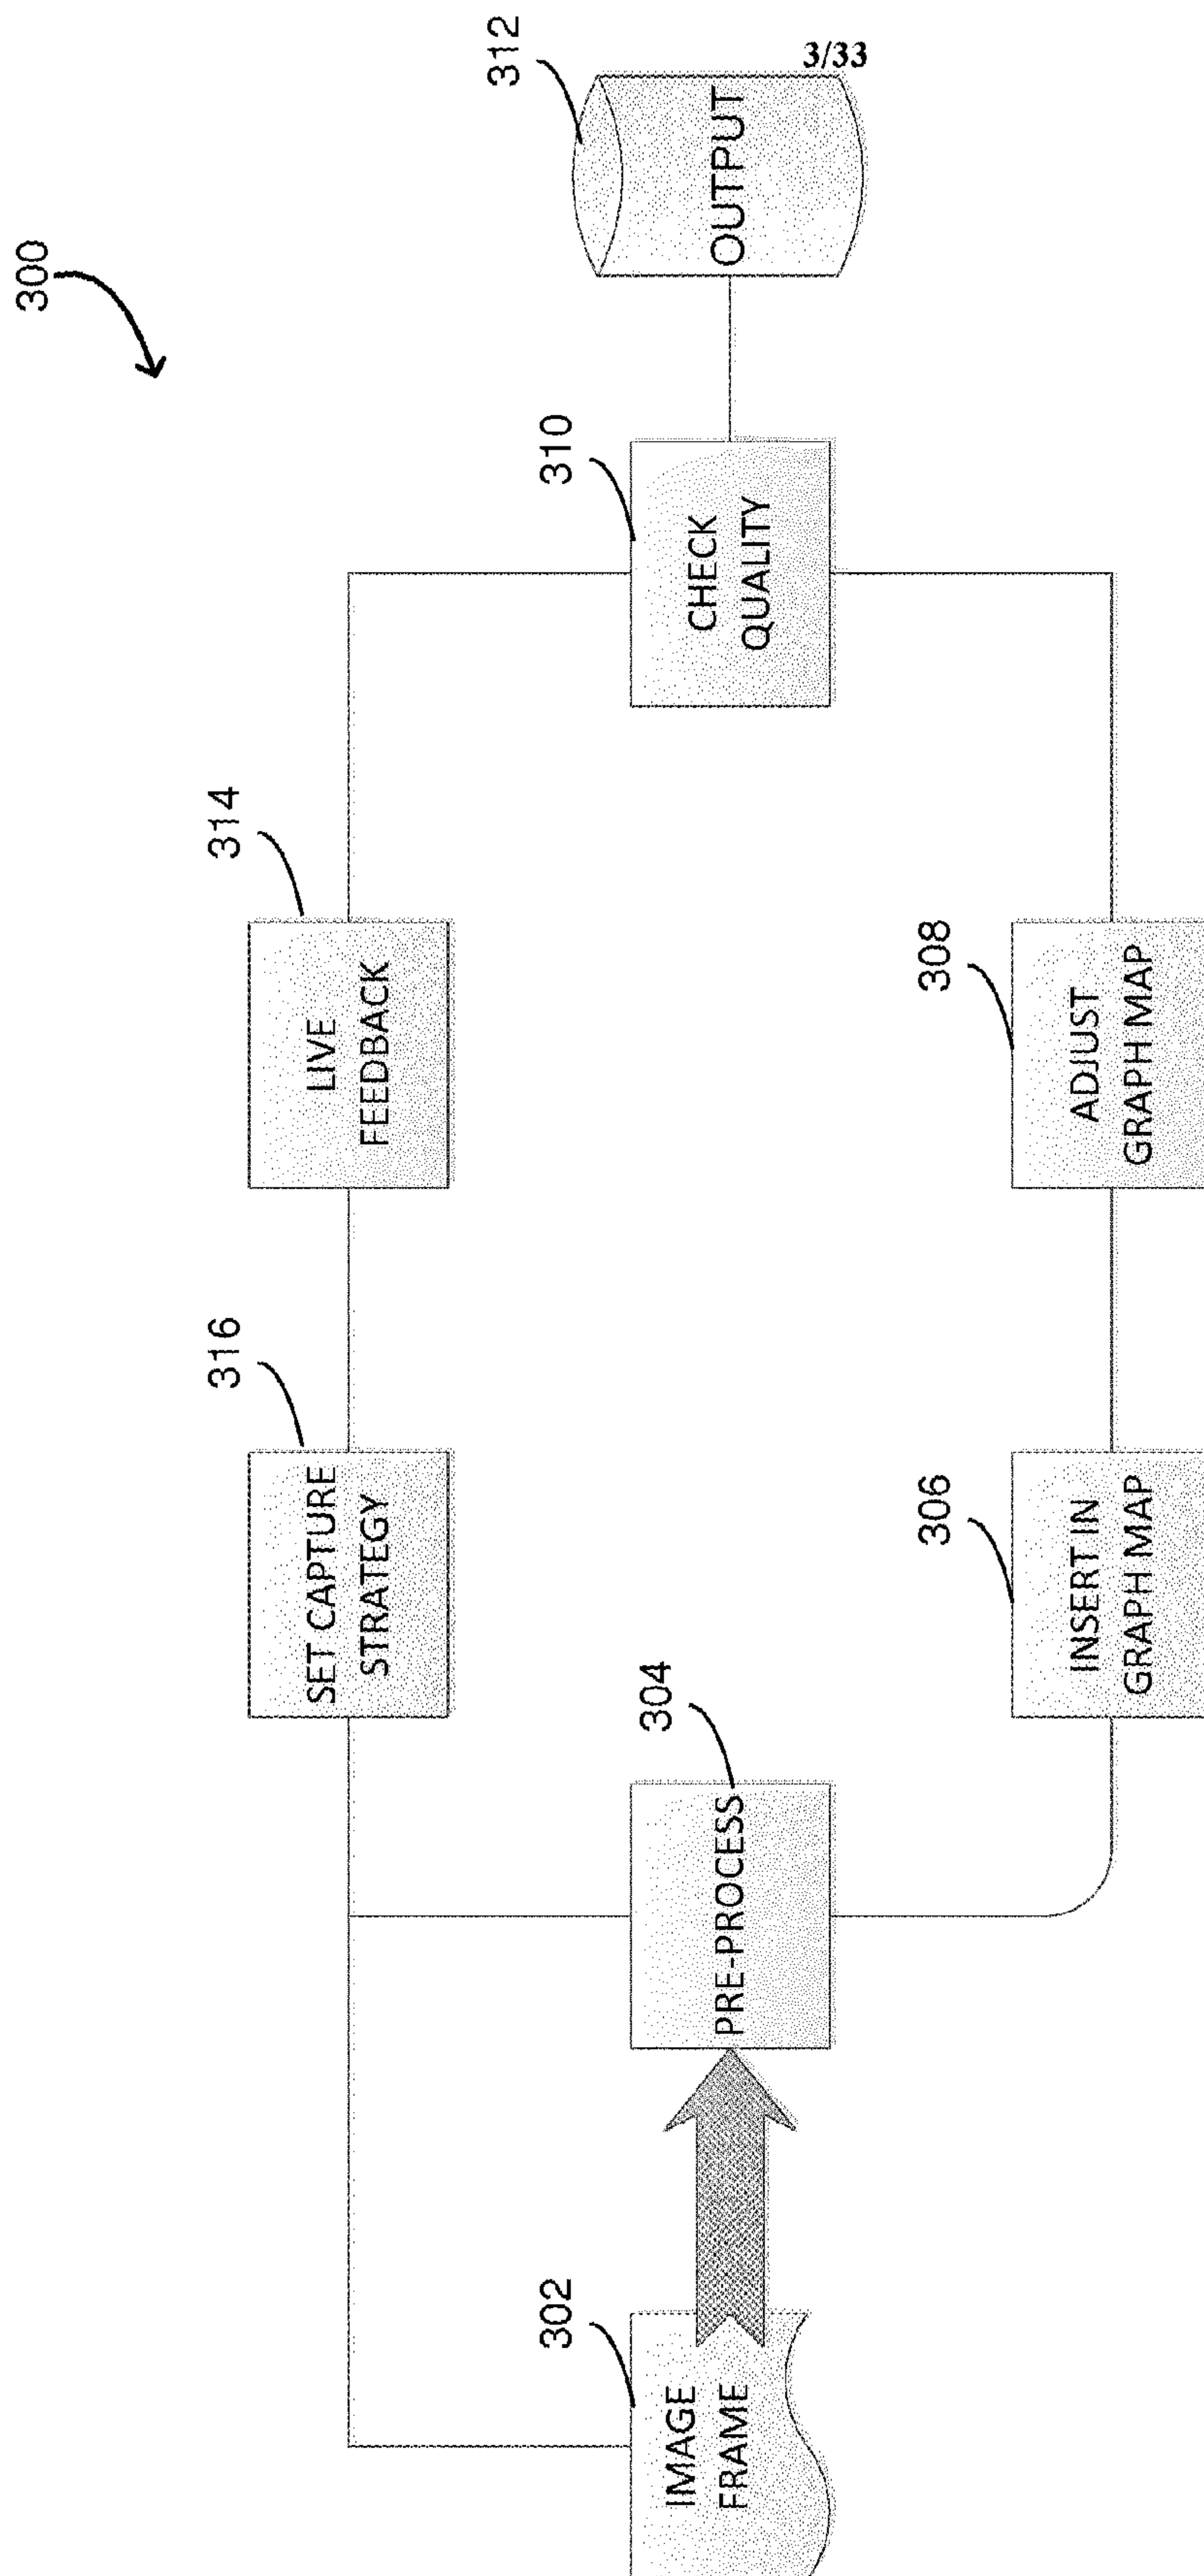 3/33
300
316
SET CAPTURE
STRATEGY
314
LIVE
FEEDBACK
302
IMAGE
FRAME
304
PRE-PROCESS
310
CHECK
QUALITY
312
OUTPUT
306
INSERT IN
GRAPH MAP
308
ADJUST
GRAPH MAP